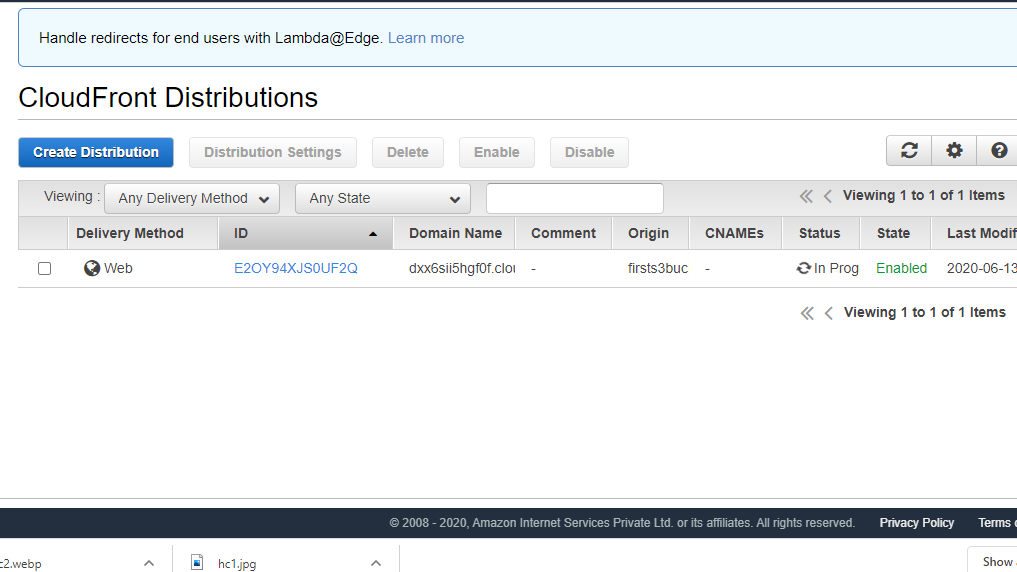 Handle redirects for end users with Lambda@Edge. Learn more
CloudFront Distributions
Create Distribution Distribution Settings Delete Enable Disable
Viewing : Any Delivery Method Any State Viewing 1 to 1 of 1 Items
Delivery Method ID Domain Name Comment Origin CNAMEs Status State Last Modif
Web E2OY94XJS0UF2Q dxx6sii5hgf0f.clou - firsts3buc - In Prog Enabled 2020-06-13
Viewing 1 to 1 of 1 Items
© 2008 - 2020, Amazon Internet Services Private Ltd. or its affiliates. All rights reserved. Privacy Policy Terms
c2.webp hc1.jpg Show